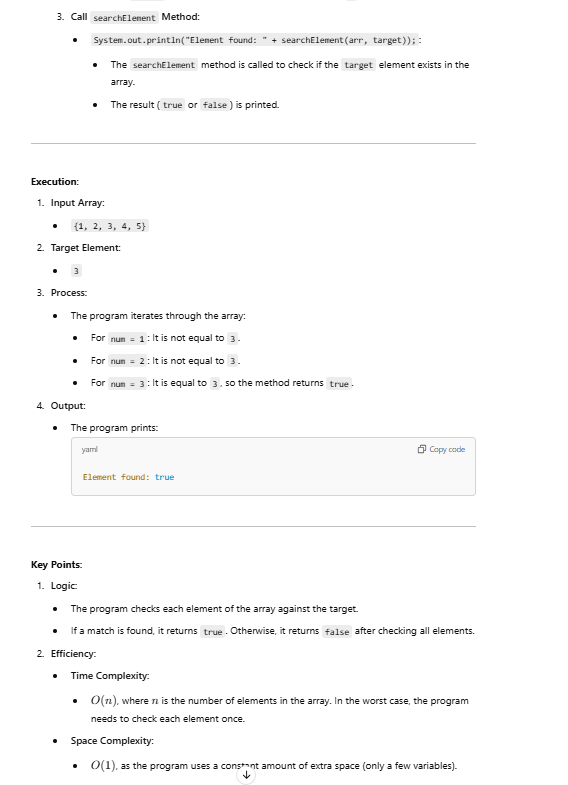 3. Call searchElement Method:
• System.out.println("Element found: " + searchElement(arr, target)); :
• The searchElement method is called to check if the target element exists in the
array.
• The result ( true or false ) is printed.
Execution:
1. Input Array:
• {1, 2, 3, 4, 5}
2. Target Element:
• 3
3. Process:
• The program iterates through the array:
• For num = 1 : It is not equal to 3 .
• For num = 2 : It is not equal to 3 .
• For num = 3 : It is equal to 3 , so the method returns true .
4. Output:
• The program prints:
yaml Copy code
Element found: true
Key Points:
1. Logic:
• The program checks each element of the array against the target.
• If a match is found, it returns true . Otherwise, it returns false after checking all elements.
2. Efficiency:
• Time Complexity:
• O(n), where n is the number of elements in the array. In the worst case, the program
needs to check each element once.
• Space Complexity:
• O(1), as the program uses a constant amount of extra space (only a few variables).